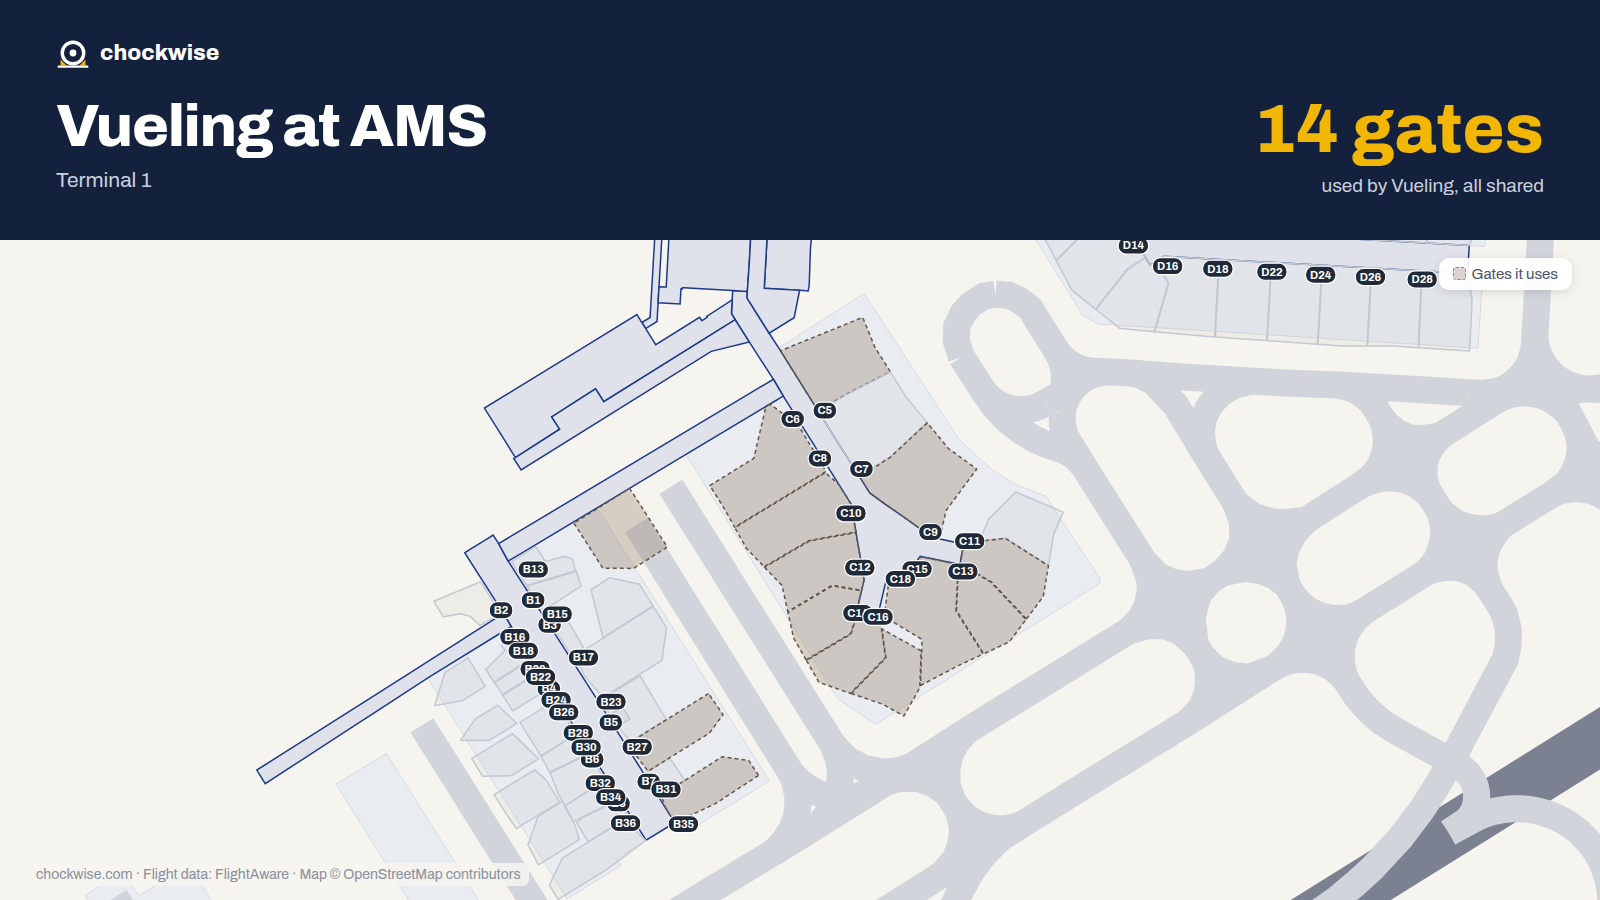 chockwise
Vueling at AMS
Terminal 1
14 gates
used by Vueling, all shared
Gates it uses
D14
D16
D18
D22
D24
D26
D28
C5
C6
C8
C7
C10
C9
C11
C12
C15
C13
C18
C16
B13
B1
B2
B15
B3
B16
B18
B17
B22
B24
B23
B26
B5
B28
B27
B30
B6
B32
B7
B31
B34
B36
B35
chockwise.com · Flight data: FlightAware · Map © OpenStreetMap contributors